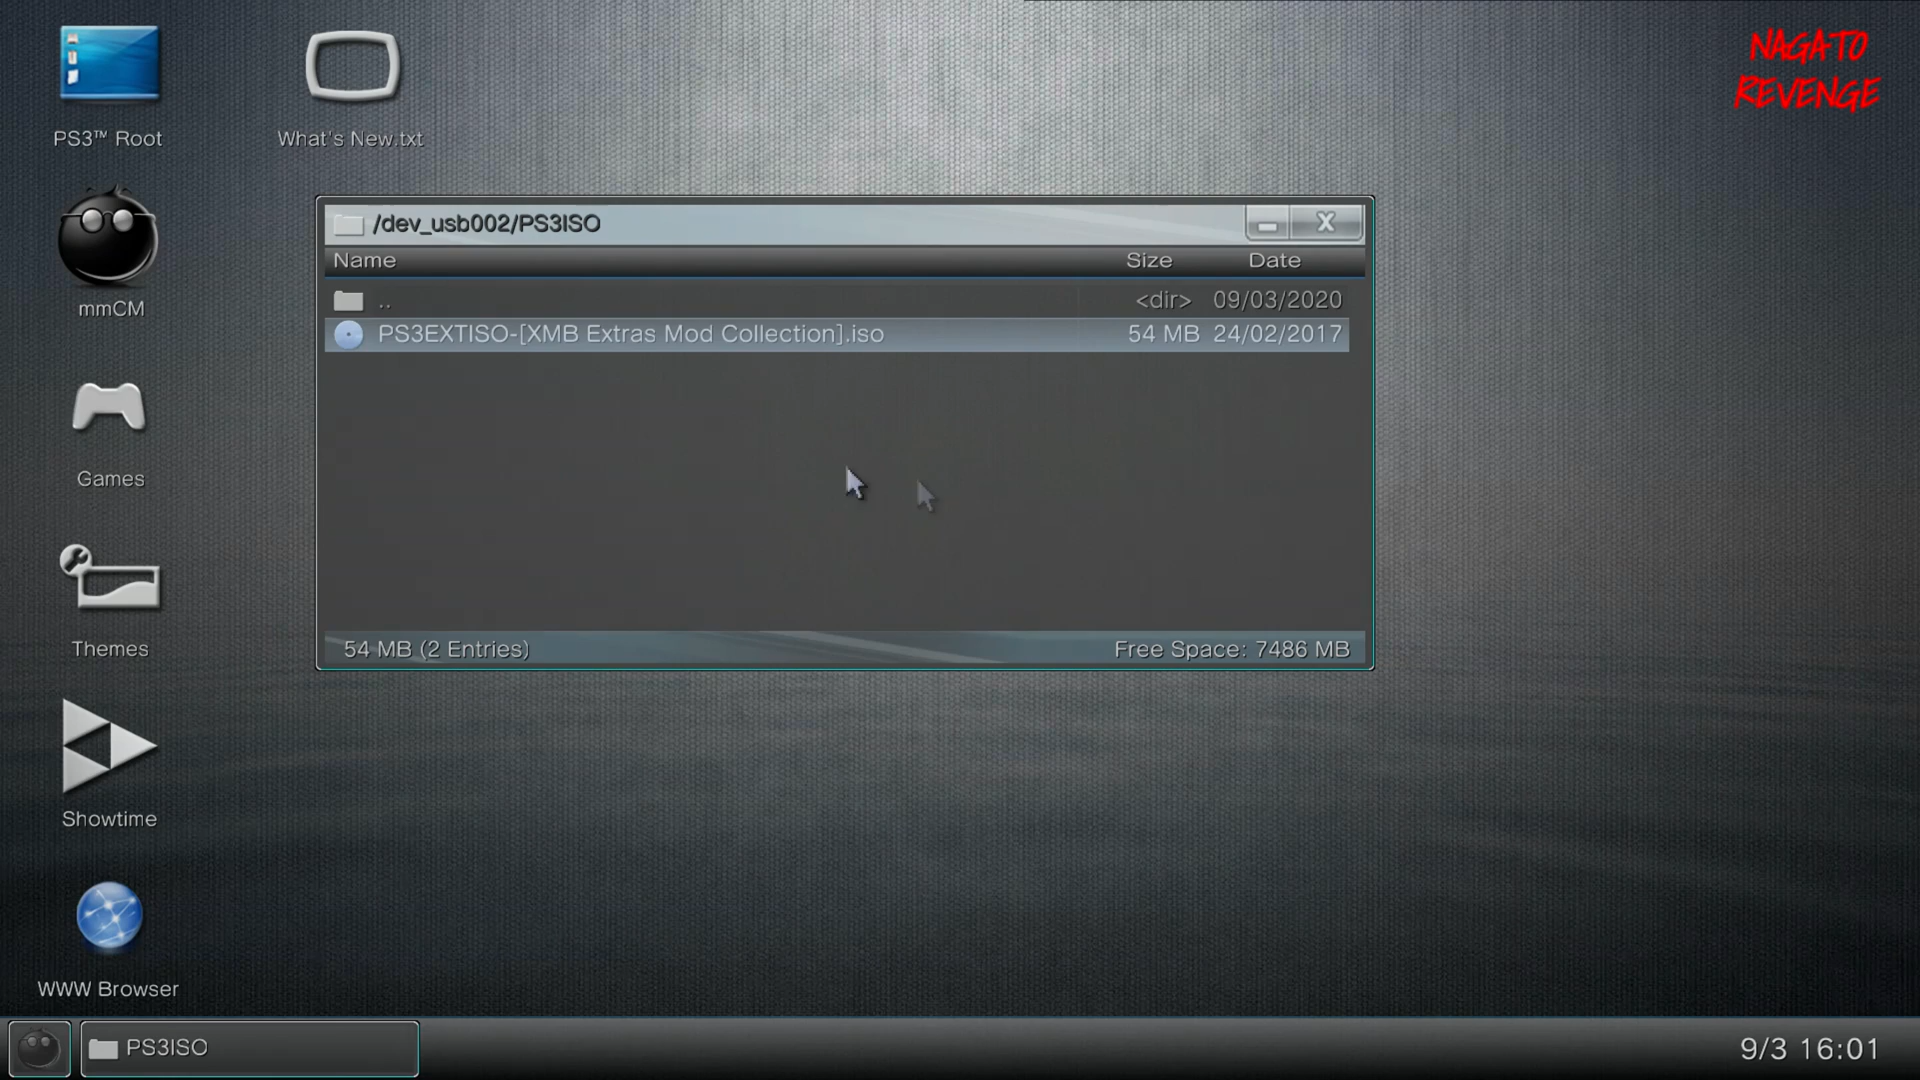 PS3™ Root
What's New.txt
NAGATO
REVENGE
mmCM
Games
Themes
Showtime
WWW Browser
/dev_usb002/PS3ISO
X
Name Size Date
.. <dir> 09/03/2020
PS3EXTISO-[XMB Extras Mod Collection].iso 54 MB 24/02/2017
54 MB (2 Entries) Free Space: 7486 MB
PS3ISO
9/3 16:01